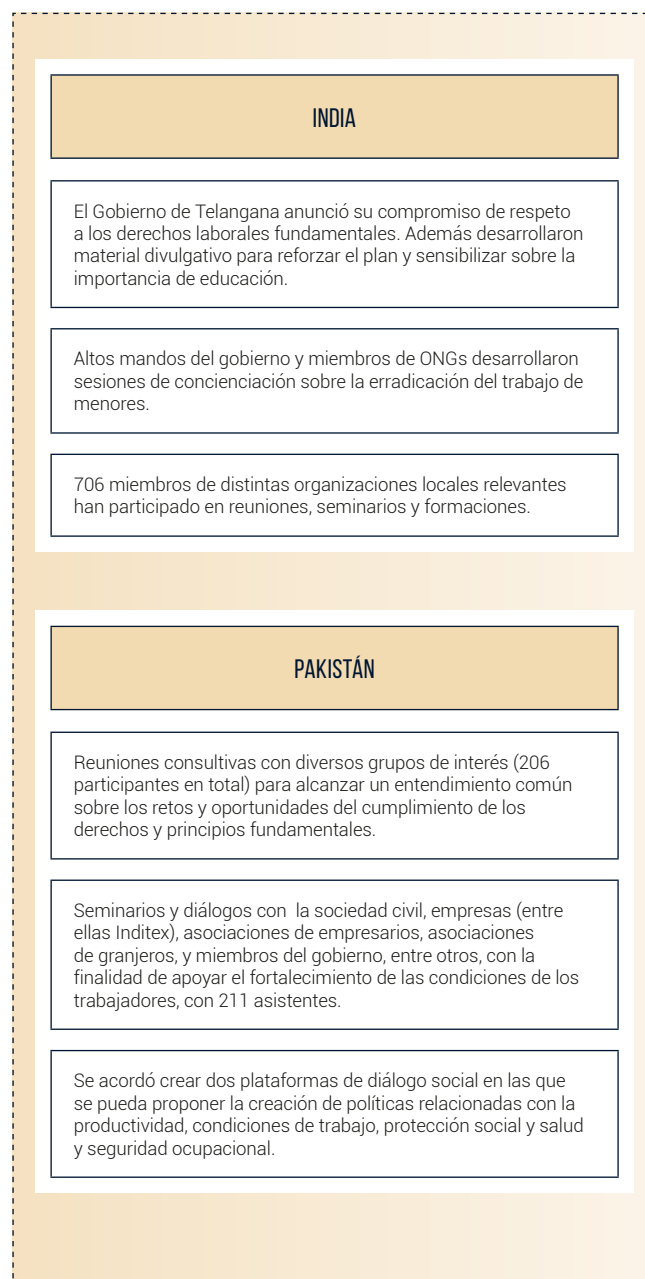 INDIA
El Gobierno de Telangana anunció su compromiso de respeto
a los derechos laborales fundamentales. Además desarrollaron
material divulgativo para reforzar el plan y sensibilizar sobre la
importancia de educación.
Altos mandos del gobierno y miembros de ONGs desarrollaron
sesiones de concienciación sobre la erradicación del trabajo de
menores.
706 miembros de distintas organizaciones locales relevantes
han participado en reuniones, seminarios y formaciones.
PAKISTÁN
Reuniones consultivas con diversos grupos de interés (206
participantes en total) para alcanzar un entendimiento común
sobre los retos y oportunidades del cumplimiento de los
derechos y principios fundamentales.
Seminarios y diálogos con  la sociedad civil, empresas (entre
ellas Inditex), asociaciones de empresarios, asociaciones
de granjeros, y miembros del gobierno, entre otros, con la
finalidad de apoyar el fortalecimiento de las condiciones de los
trabajadores, con 211 asistentes.
Se acordó crear dos plataformas de diálogo social en las que
se pueda proponer la creación de políticas relacionadas con la
productividad, condiciones de trabajo, protección social y salud
y seguridad ocupacional.